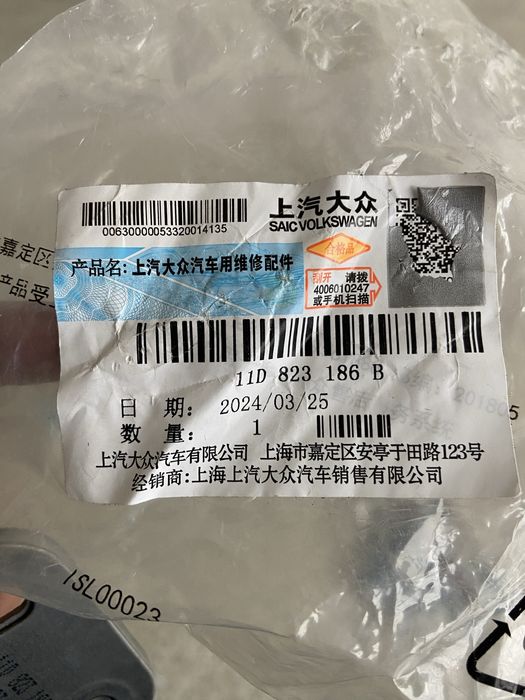 0063000005332001​4135
上汽大众
SAIC VOLKSWAGEN
嘉定区
产品名: 上汽大众汽车用维修配件
合格品
刮开 请拨
4006010247
或手机扫描
产品受
11D 823 186 B
201805
日 期: 2024/03/25
数 量: 1
上汽大众汽车有限公司 上海市嘉定区安亭于田路123号
经销商:上海上汽大众汽车销售有限公司
ISL00023